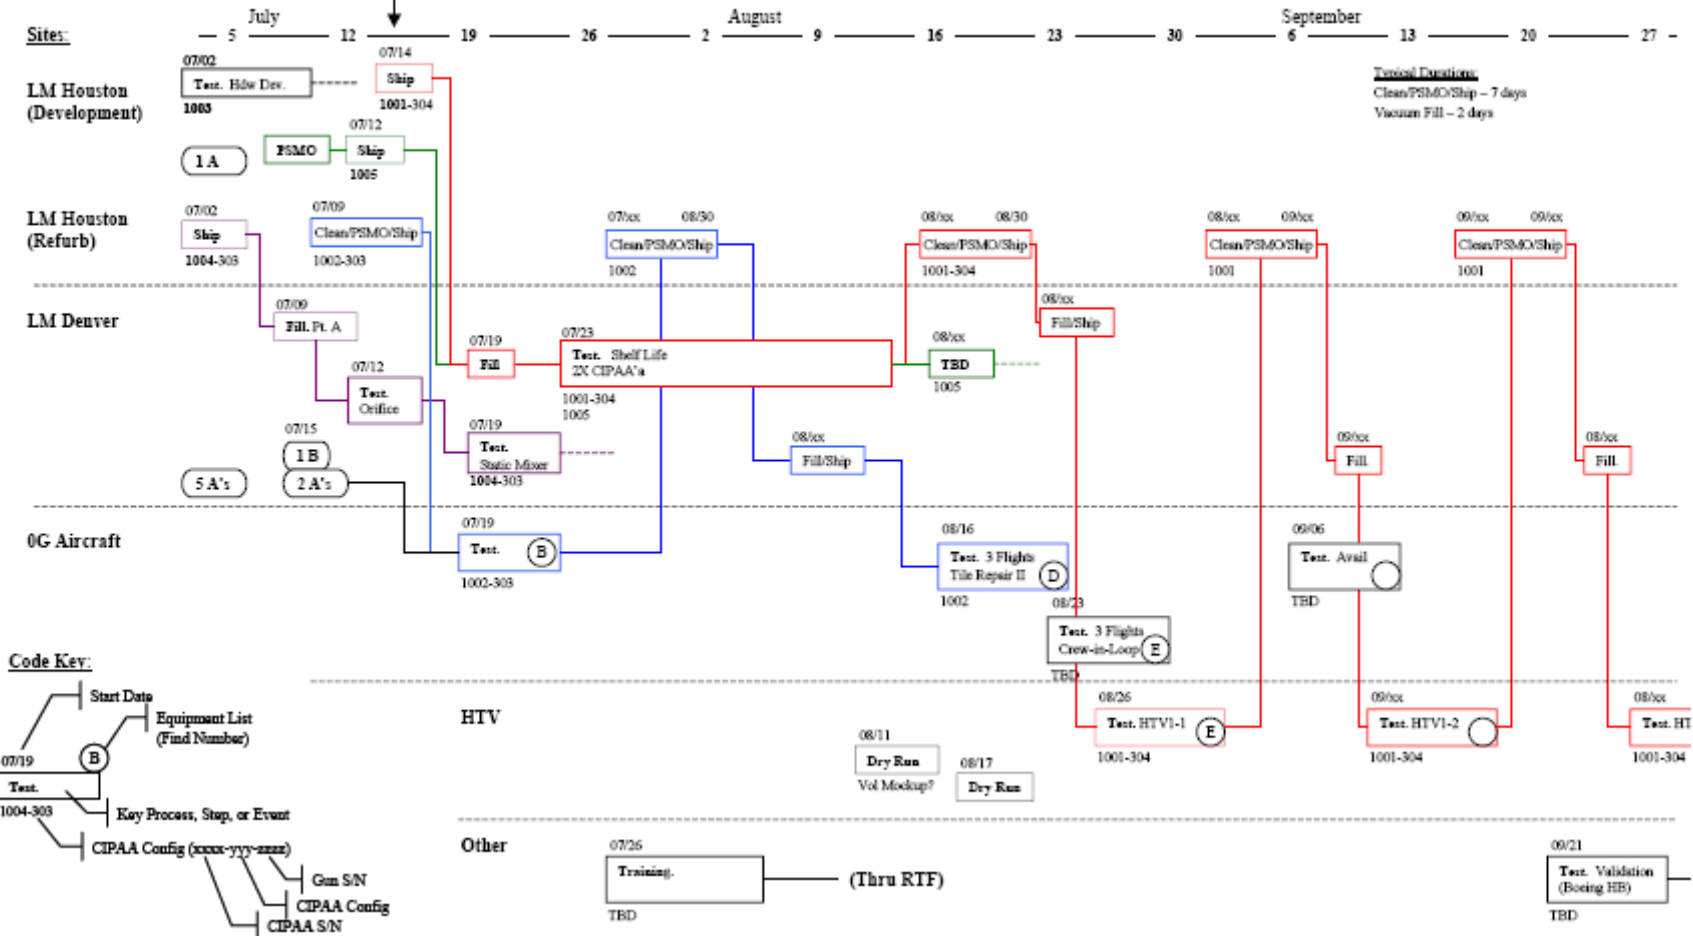 July August September
Sites: 5 12 19 26 2 9 16 23 30 6 13 20 27
Typical Durations:
Clean/PSMO/Ship – 7 days
Vacuum Fill – 2 days
LM Houston
(Development)
07/02
Test. Hdw Dev.
1003
07/14
Ship
1001-304
1 A
PSMO
07/12
Ship
1005
LM Houston
(Refurb)
07/02
Ship
1004-303
07/09
Clean/PSMO/Ship
1002-303
07/xx 08/30
Clean/PSMO/Ship
1002
08/xx 08/30
Clean/PSMO/Ship
1001-304
08/xx 09/xx
Clean/PSMO/Ship
1001
09/xx 09/xx
Clean/PSMO/Ship
1001
LM Denver
07/09
Fill. Pt. A
07/12
Test.
Orifice
07/19
Fill
07/23
Test. Shelf Life
2X CIPAA'a
1001-304
1005
08/xx
TBD
1005
08/xx
Fill/Ship
07/15
1 B
5 A's
2 A's
07/19
Test.
Static Mixer
1004-303
08/xx
Fill/Ship
09/xx
Fill.
08/xx
Fill.
0G Aircraft
07/19
Test. B
1002-303
08/16
Test. 3 Flights
Tile Repair II D
1002
08/23
Test. 3 Flights
Crew-in-Loop E
TBD
09/06
Test. Avail
TBD
HTV
08/11
Dry Run
Vol Mockup?
08/17
Dry Run
08/26
Test. HTV1-1 E
1001-304
09/xx
Test. HTV1-2
1001-304
08/xx
Test. HT
1001-304
Other
07/26
Training.
TBD
(Thru RTF)
09/21
Test. Validation
(Boeing HB)
TBD
Code Key:
Start Date
Equipment List
(Find Number)
B
07/19
Test.
1004-303
Key Process, Step, or Event
CIPAA Config (xxxx-yyy-zzzz)
Gun S/N
CIPAA Config
CIPAA S/N